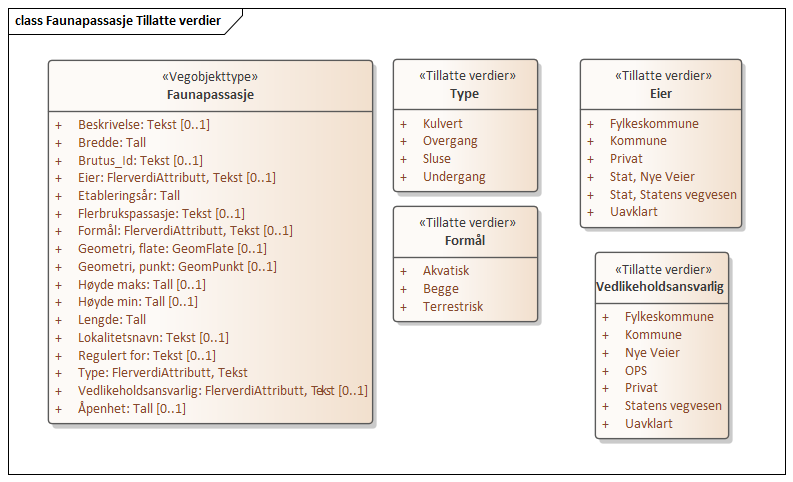 class Faunapassasje Tillatte verdier
«Vegobjekttype»
Faunapassasje
+ Beskrivelse: Tekst [0..1]
+ Bredde: Tall
+ Brutus_Id: Tekst [0..1]
+ Eier: FlerverdiAttributt, Tekst [0..1]
+ Etableringsår: Tall
+ Flerbrukspassasje: Tekst [0..1]
+ Formål: FlerverdiAttributt, Tekst [0..1]
+ Geometri, flate: GeomFlate [0..1]
+ Geometri, punkt: GeomPunkt [0..1]
+ Høyde maks: Tall [0..1]
+ Høyde min: Tall [0..1]
+ Lengde: Tall
+ Lokalitetsnavn: Tekst [0..1]
+ Regulert for: Tekst [0..1]
+ Type: FlerverdiAttributt, Tekst
+ Vedlikeholdsansvarlig: FlerverdiAttributt, Tekst [0..1]
+ Åpenhet: Tall [0..1]
«Tillatte verdier»
Type
+ Kulvert
+ Overgang
+ Sluse
+ Undergang
«Tillatte verdier»
Formål
+ Akvatisk
+ Begge
+ Terrestrisk
«Tillatte verdier»
Eier
+ Fylkeskommune
+ Kommune
+ Privat
+ Stat, Nye Veier
+ Stat, Statens vegvesen
+ Uavklart
«Tillatte verdier»
Vedlikeholdsansvarlig
+ Fylkeskommune
+ Kommune
+ Nye Veier
+ OPS
+ Privat
+ Statens vegvesen
+ Uavklart